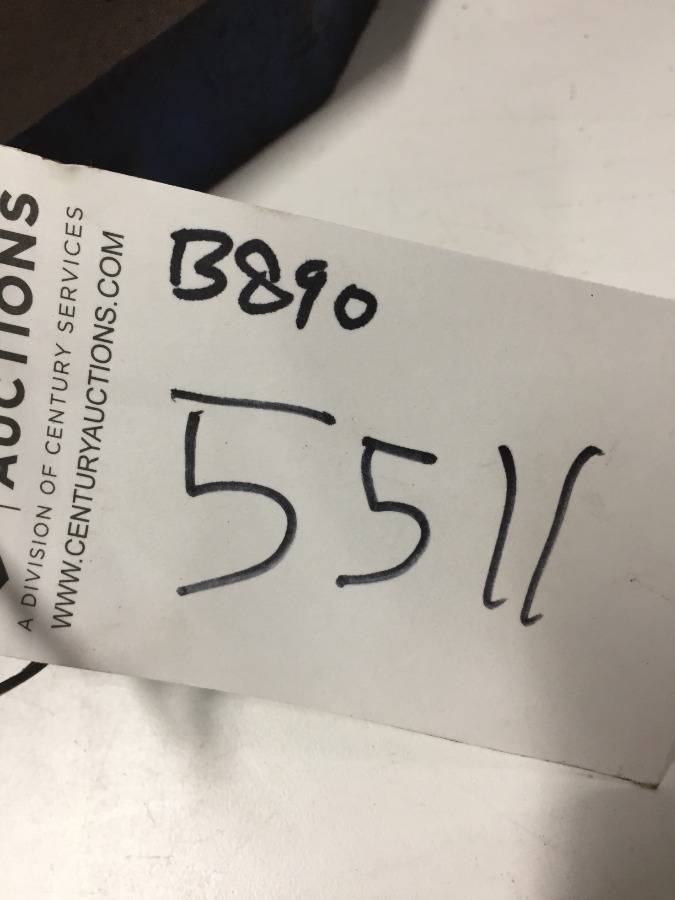 AUCTIONS
A DIVISION OF CENTURY SERVICES
WWW.CENTURYAUCTIONS.COM
B890
5511